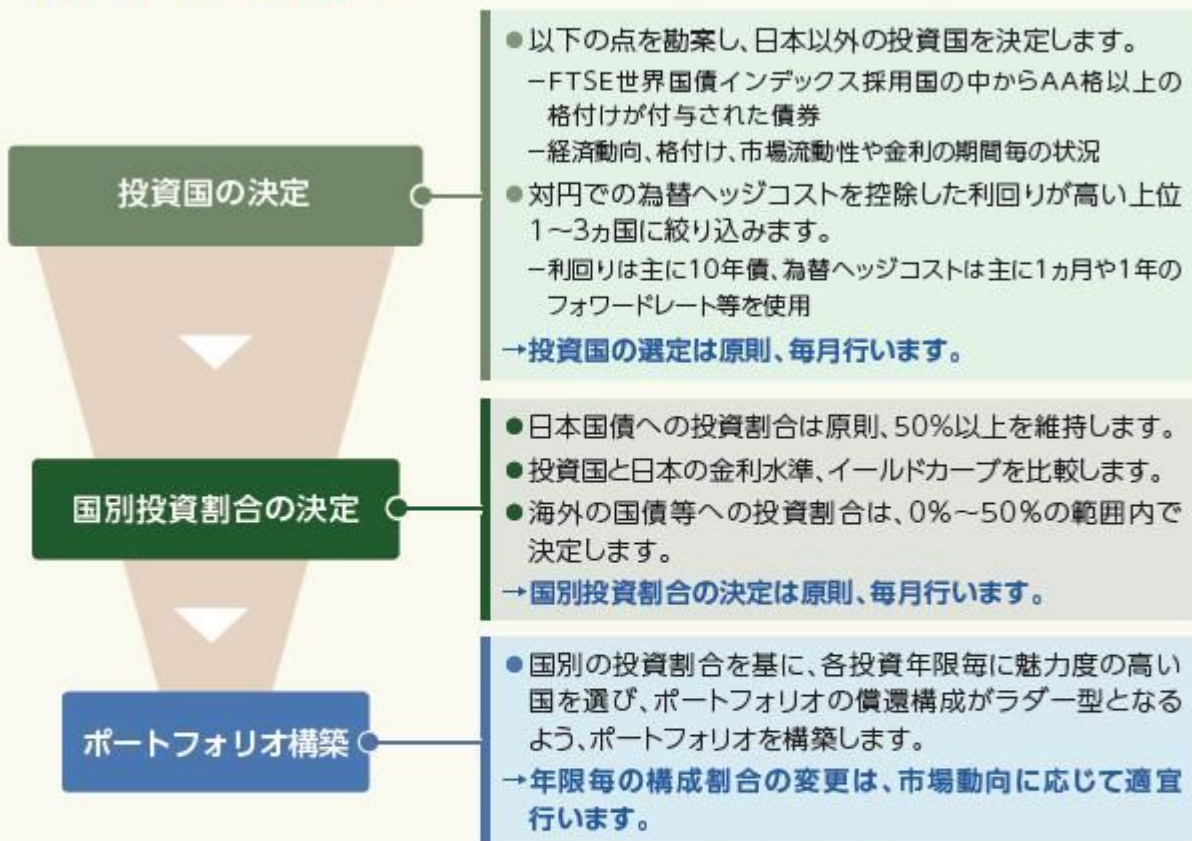 投資国の決定
●以下の点を勘案し、日本以外の投資国を決定します。
−FTSE世界国債インデックス採用国の中からAA格以上の
格付けが付与された債券
−経済動向、格付け、市場流動性や金利の期間毎の状況
●対円での為替ヘッジコストを控除した利回りが高い上位
1〜3ヵ国に絞り込みます。
−利回りは主に10年債、為替ヘッジコストは主に1ヵ月や1年の
フォワードレート等を使用
→投資国の選定は原則、毎月行います。
国別投資割合の決定
●日本国債への投資割合は原則、50%以上を維持します。
●投資国と日本の金利水準、イールドカーブを比較します。
●海外の国債等への投資割合は、0%〜50%の範囲内で
決定します。
→国別投資割合の決定は原則、毎月行います。
ポートフォリオ構築
●国別の投資割合を基に、各投資年限毎に魅力度の高い
国を選び、ポートフォリオの償還構成がラダー型となる
よう、ポートフォリオを構築します。
→年限毎の構成割合の変更は、市場動向に応じて適宜
行います。